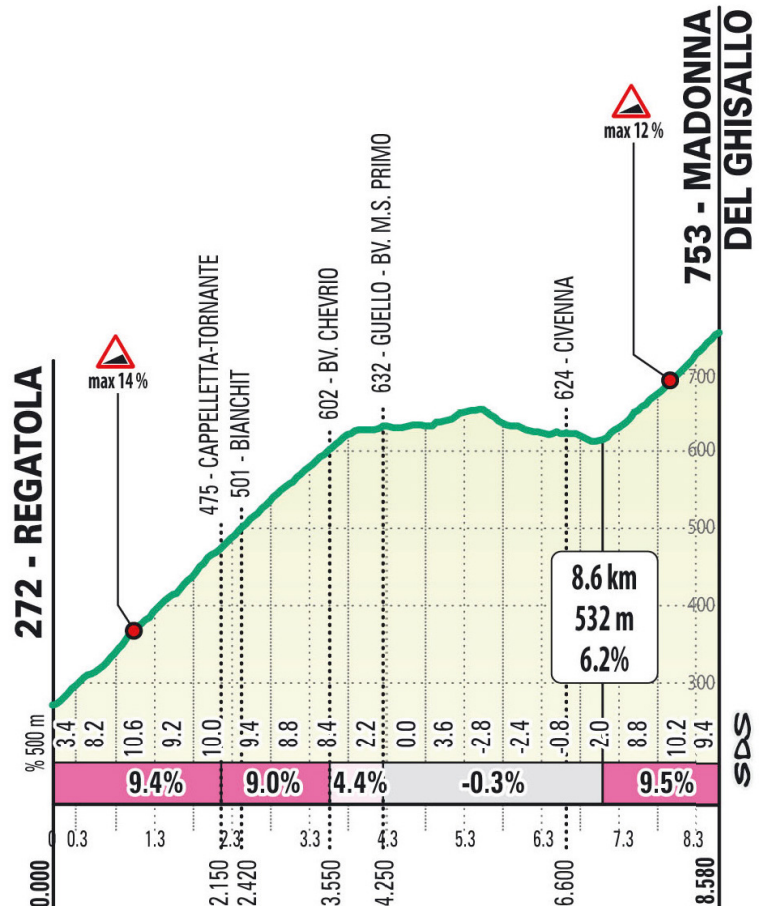 753 - MADONNA
DEL GHISALLO
max 12 %
632 - GUELLO - BV. M.S. PRIMO
475 - CAPPELLETTA-TORNANTE
602 - BV. CHEVRIO
624 - CIVENNA
501 - BIANCHIT
max 14 %
272 - REGATOLA
700
600
500
400
300
8.6 km
532 m
6.2%
% 500 m
3.4 8.2 10.6 9.2 10.0 9.4 8.8 8.4 2.2 0.0 3.6 -2.8 -2.4 -0.8 2.0 8.8 10.2 9.4
SDS
9.4% 9.0% 4.4% -0.3% 9.5%
0 0.3 1.3 2.3 3.3 4.3 5.3 6.3 7.3 8.3
0.000 2.150 2.420 3.550 4.250 6.600 8.580